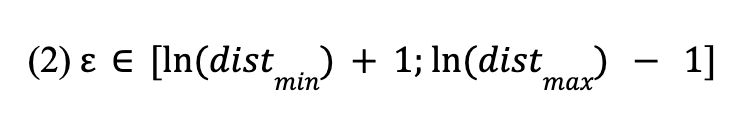 (2) ε ∈ [ln(dist_min) + 1; ln(dist_max) − 1]